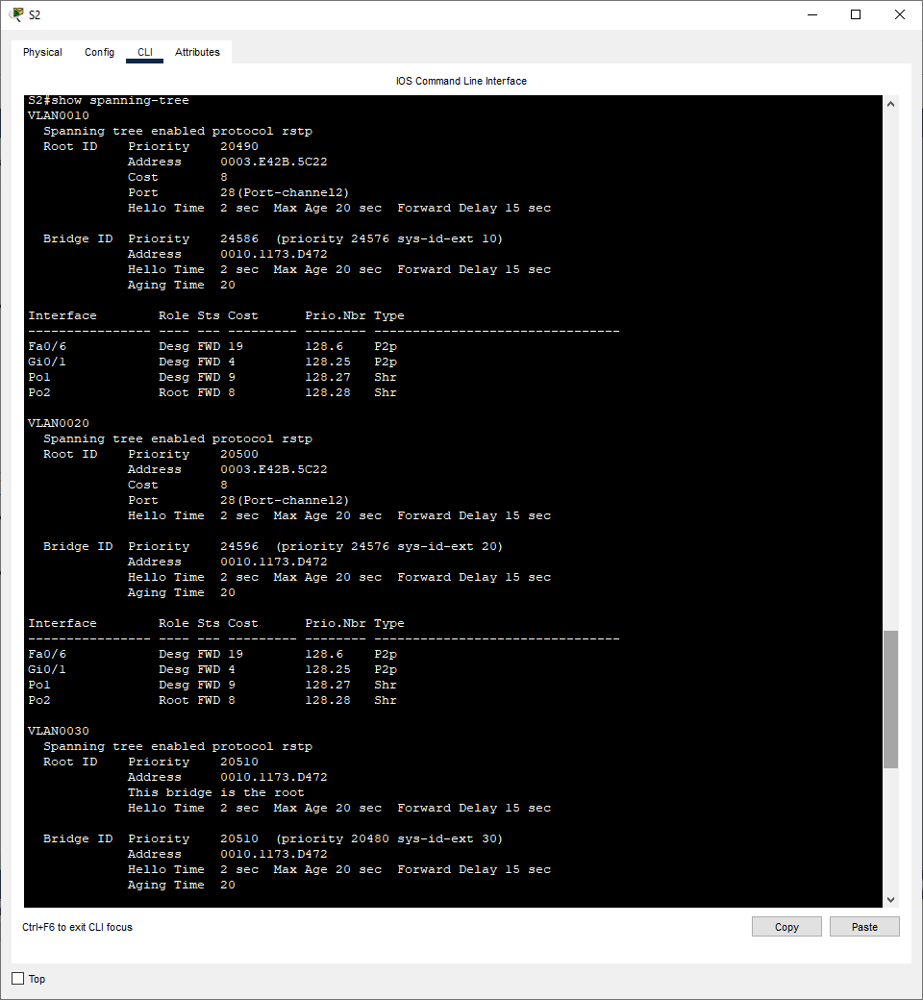 S2
Physical Config CLI Attributes
IOS Command Line Interface
S2#show spanning-tree
VLAN0010
  Spanning tree enabled protocol rstp
  Root ID    Priority    20490
             Address     0003.E42B.5C22
             Cost        8
             Port        28(Port-channel2)
             Hello Time  2 sec  Max Age 20 sec  Forward Delay 15 sec

  Bridge ID  Priority    24586  (priority 24576 sys-id-ext 10)
             Address     0010.1173.D472
             Hello Time  2 sec  Max Age 20 sec  Forward Delay 15 sec
             Aging Time  20

Interface        Role Sts Cost      Prio.Nbr Type
---------------- ---- --- --------- -------- --------------------------------
Fa0/6            Desg FWD 19        128.6    P2p
Gi0/1            Desg FWD 4         128.25   P2p
Po1              Desg FWD 9         128.27   Shr
Po2              Root FWD 8         128.28   Shr

VLAN0020
  Spanning tree enabled protocol rstp
  Root ID    Priority    20500
             Address     0003.E42B.5C22
             Cost        8
             Port        28(Port-channel2)
             Hello Time  2 sec  Max Age 20 sec  Forward Delay 15 sec

  Bridge ID  Priority    24596  (priority 24576 sys-id-ext 20)
             Address     0010.1173.D472
             Hello Time  2 sec  Max Age 20 sec  Forward Delay 15 sec
             Aging Time  20

Interface        Role Sts Cost      Prio.Nbr Type
---------------- ---- --- --------- -------- --------------------------------
Fa0/6            Desg FWD 19        128.6    P2p
Gi0/1            Desg FWD 4         128.25   P2p
Po1              Desg FWD 9         128.27   Shr
Po2              Root FWD 8         128.28   Shr

VLAN0030
  Spanning tree enabled protocol rstp
  Root ID    Priority    20510
             Address     0010.1173.D472
             This bridge is the root
             Hello Time  2 sec  Max Age 20 sec  Forward Delay 15 sec

  Bridge ID  Priority    20510  (priority 20480 sys-id-ext 30)
             Address     0010.1173.D472
             Hello Time  2 sec  Max Age 20 sec  Forward Delay 15 sec
             Aging Time  20
Ctrl+F6 to exit CLI focus
Copy Paste
Top